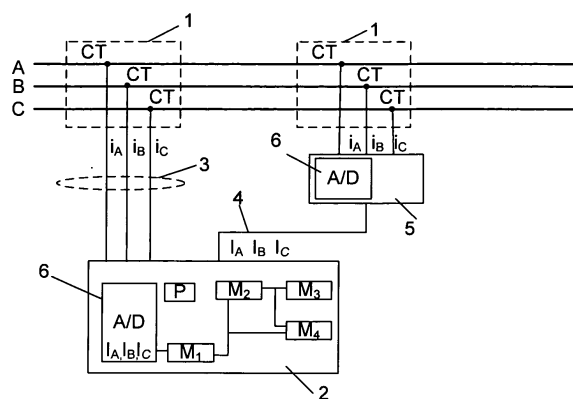 1 1
CT CT
A
CT CT
B
CT CT
C
iA iB iC 6 iA iB iC
3 A/D
4 5
IA IB IC
6 P M2 M3
A/D M4
IA,IB,IC M1
2